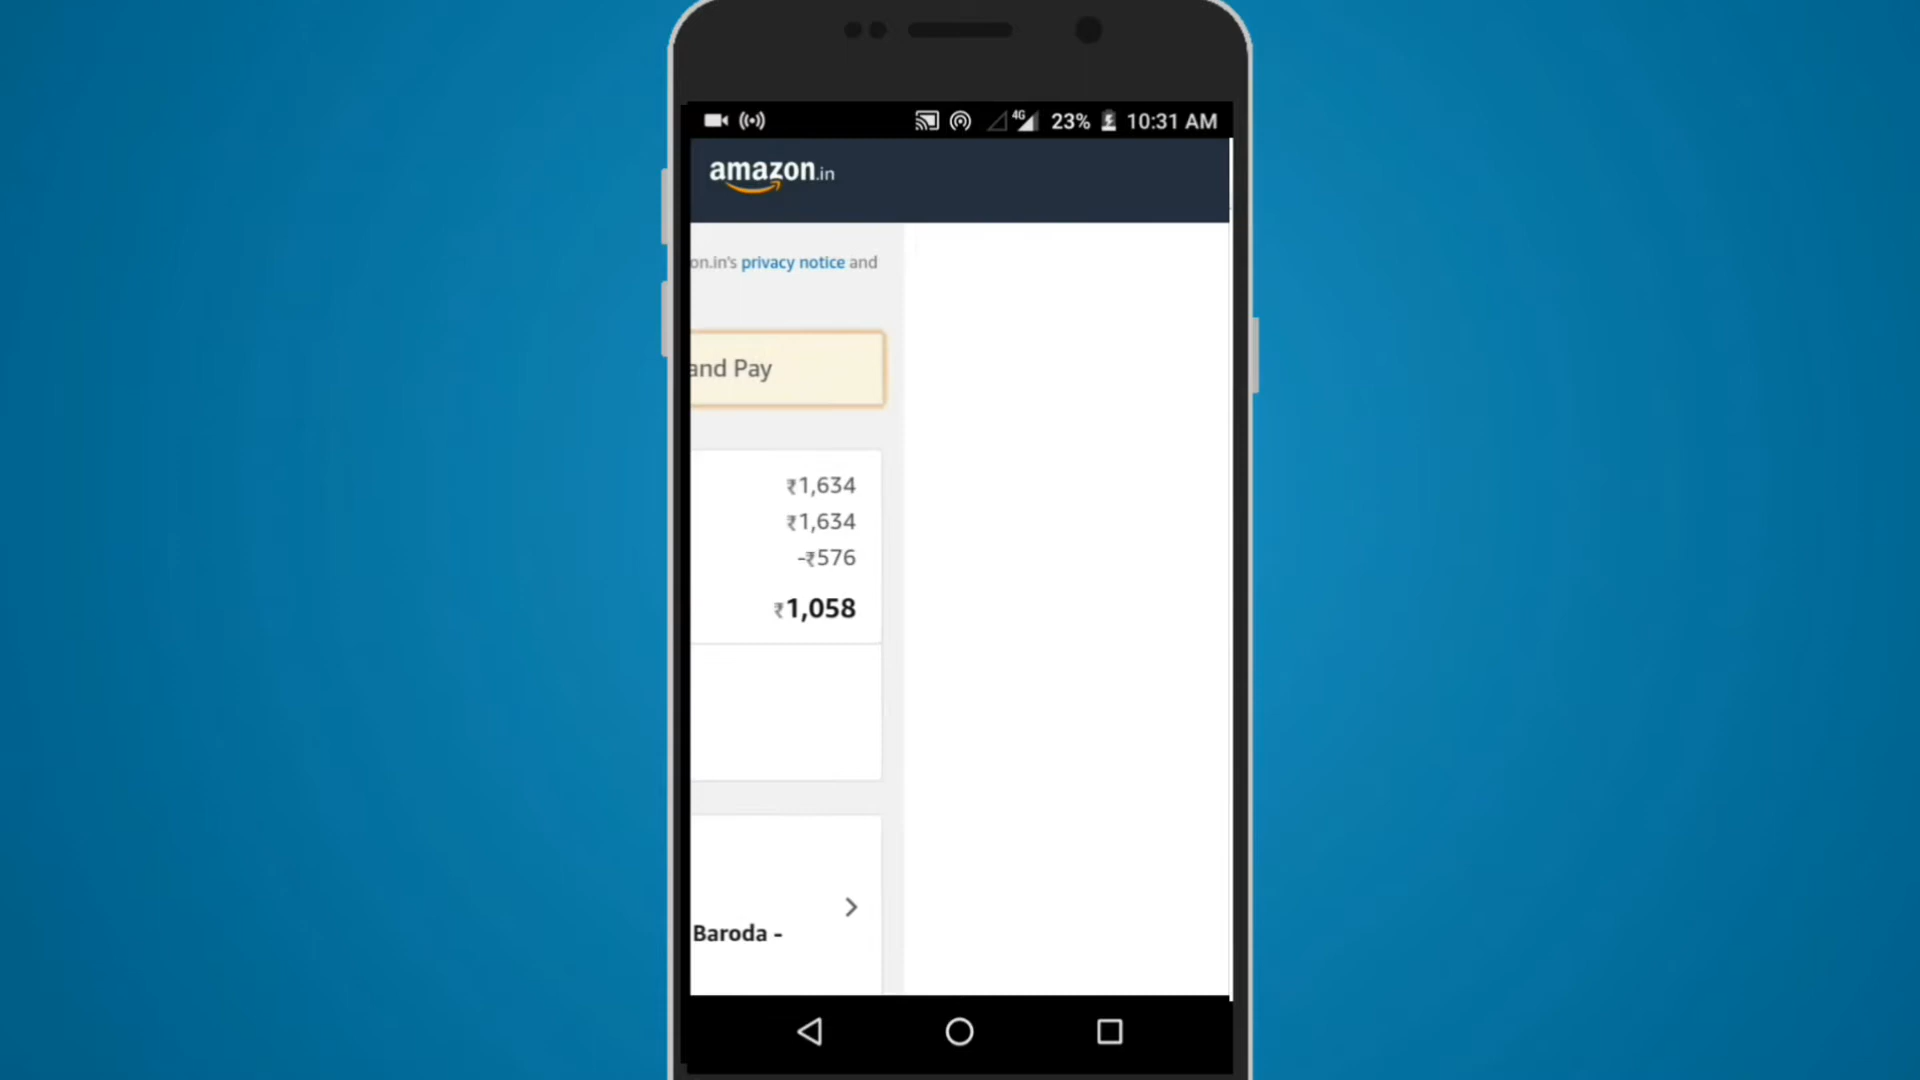 4G 23% 10:31 AM
amazon.in
on.in's privacy notice and
and Pay
₹1,634
₹1,634
-₹576
₹1,058
Baroda -